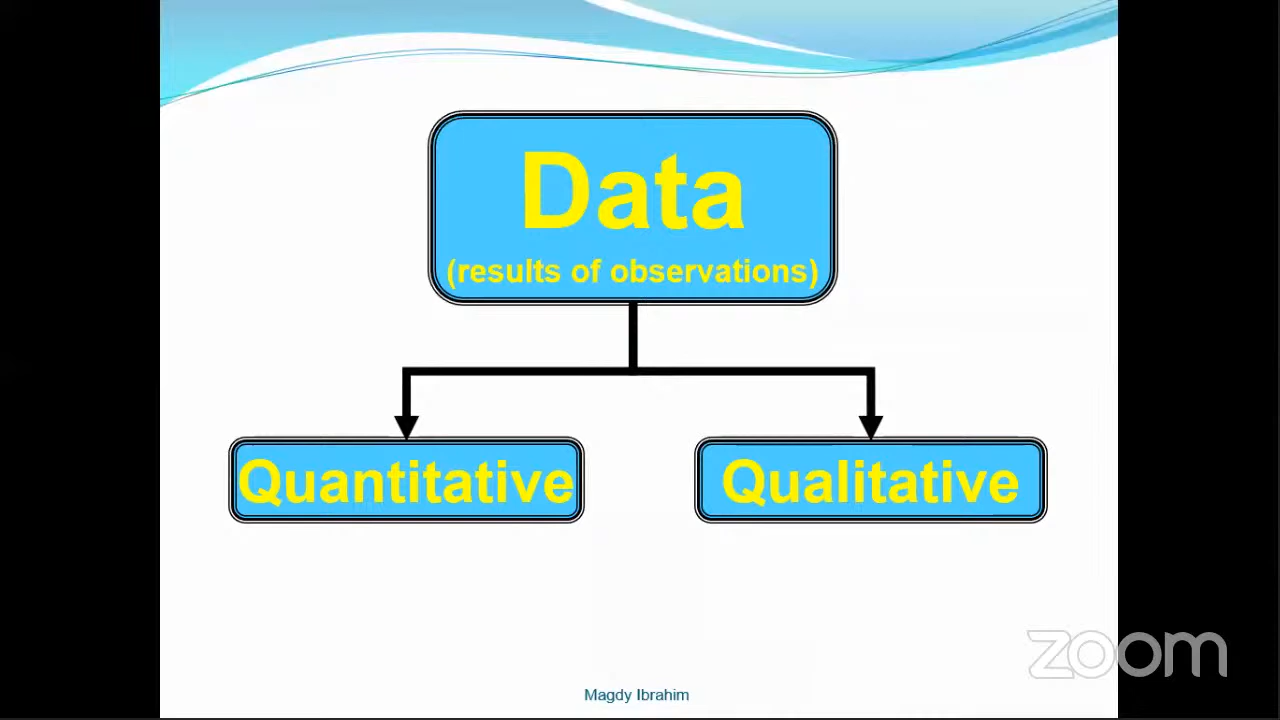 Data
(results of observations)
Quantitative
Qualitative
zoom
Magdy Ibrahim